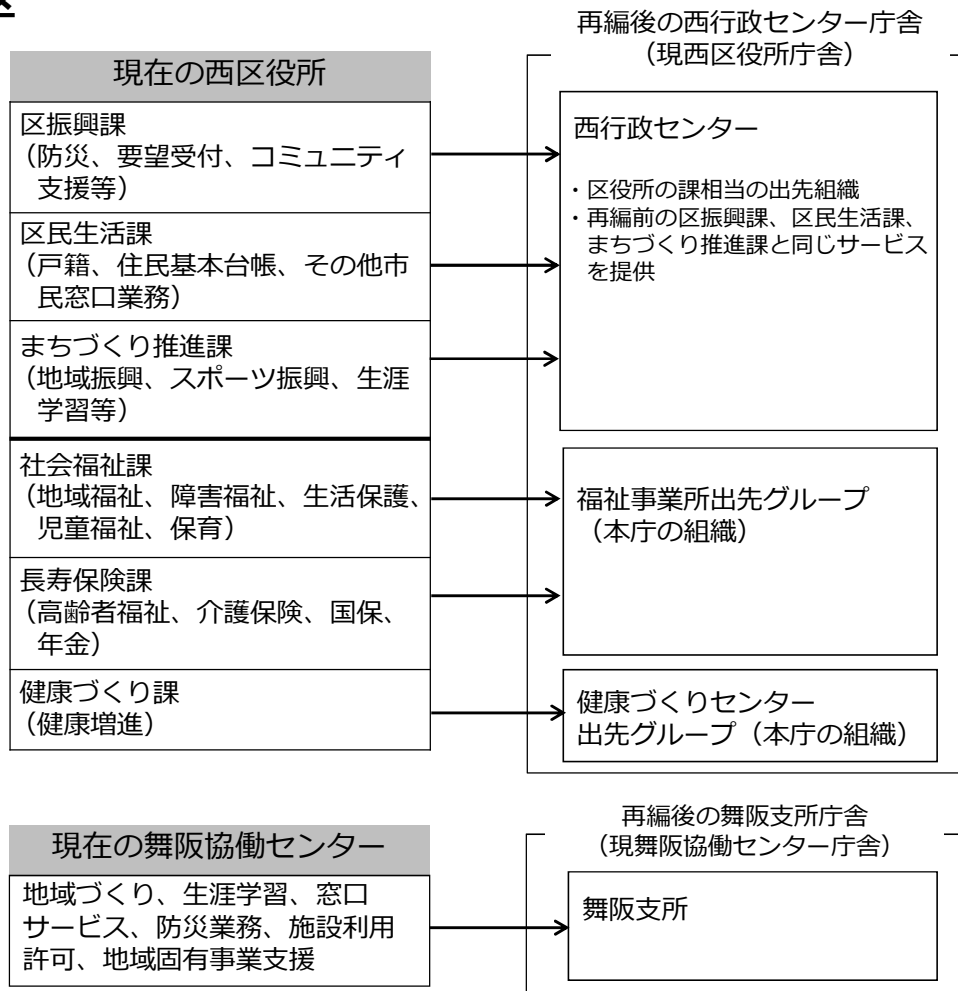 現在の西区役所
区振興課
（防災、要望受付、コミュニティ
支援等）
区民生活課
（戸籍、住民基本台帳、その他市
民窓口業務）
まちづくり推進課
（地域振興、スポーツ振興、生涯
学習等）
社会福祉課
（地域福祉、障害福祉、生活保護、
児童福祉、保育）
長寿保険課
（高齢者福祉、介護保険、国保、
年金）
健康づくり課
（健康増進）
再編後の西行政センター庁舎
（現西区役所庁舎）
西行政センター
・区役所の課相当の出先組織
・再編前の区振興課、区民生活課、
まちづくり推進課と同じサービス
を提供
福祉事業所出先グループ
（本庁の組織）
健康づくりセンター
出先グループ（本庁の組織）
現在の舞阪協働センター
地域づくり、生涯学習、窓口
サービス、防災業務、施設利用
許可、地域固有事業支援
再編後の舞阪支所庁舎
（現舞阪協働センター庁舎）
舞阪支所